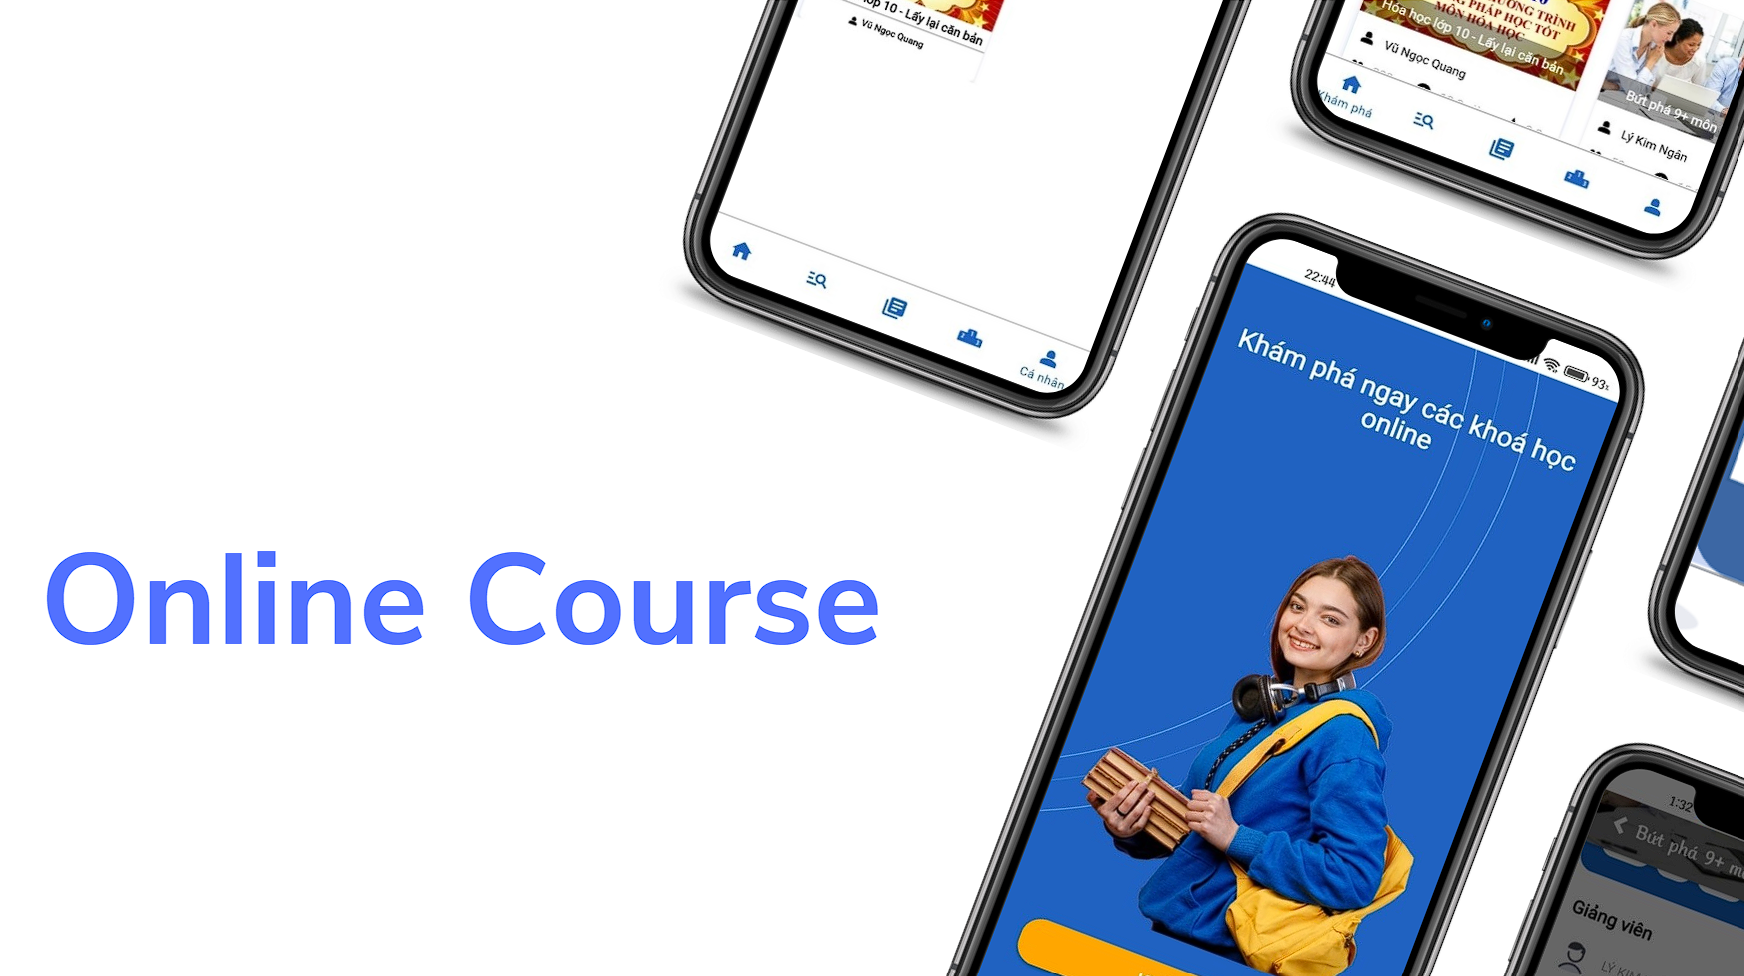 Online Course
lớp 10 - Lấy lại căn bản
Vũ Ngọc Quang
Cá nhân
HƯƠNG TRÌNH
PHÁP HỌC TỐT
MÔN HÓA HỌC
Hóa học lớp 10 - Lấy lại căn bản
Vũ Ngọc Quang
Khám phá
Bứt phá 9+ môn
Lý Kim Ngân
22:44
93%
Khám phá ngay các khoá học
online
1:32
Bứt phá 9+
Giảng viên
LÝ